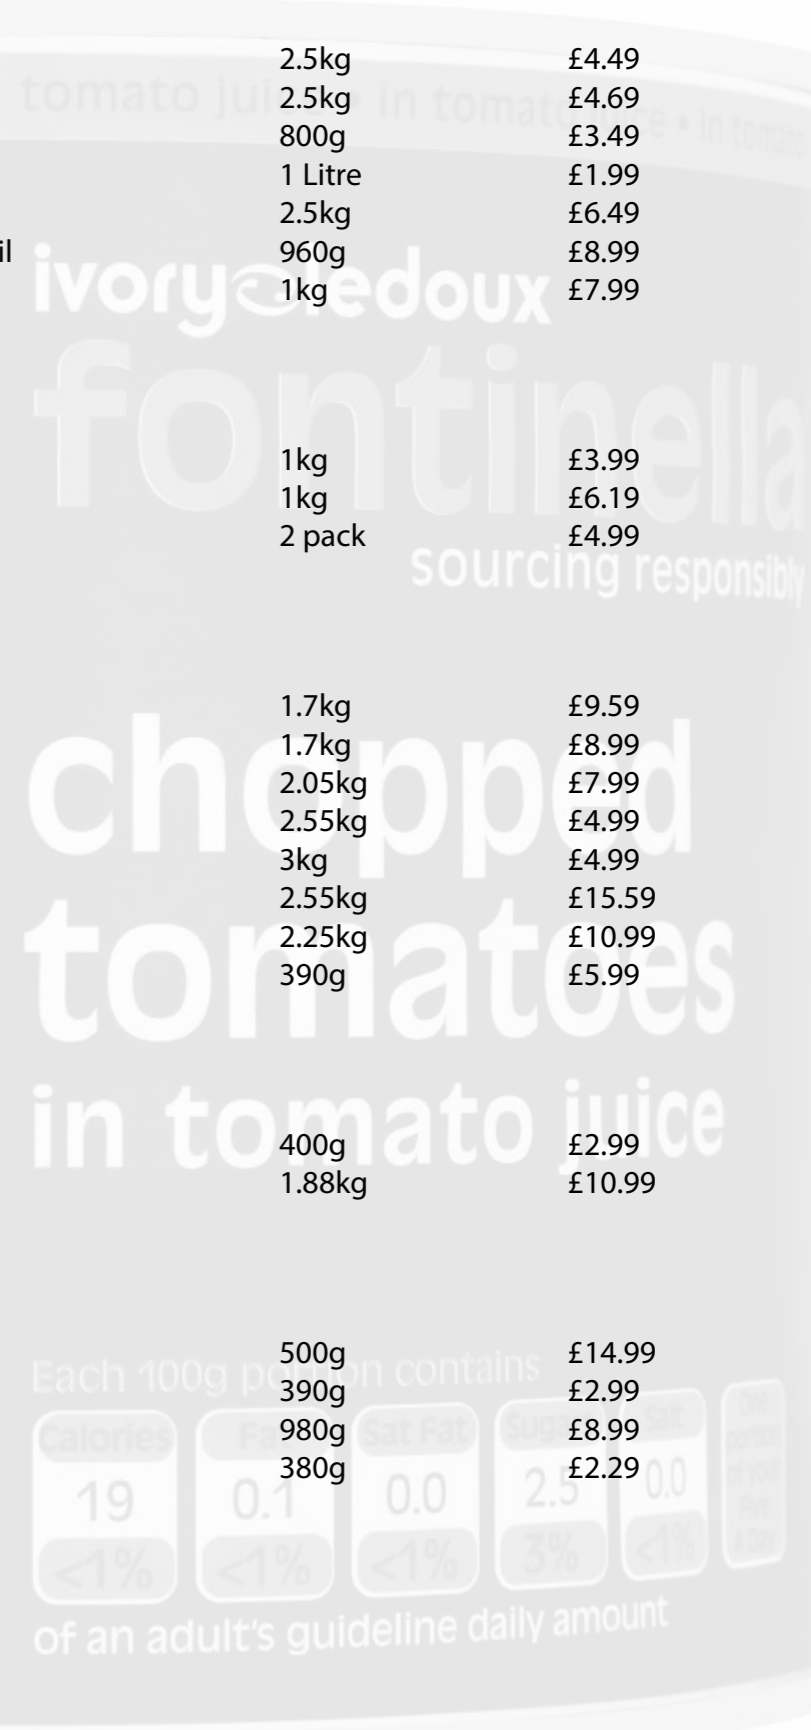 tomato juice • in tomato juice • in tomato
2.5kg £4.49
2.5kg £4.69
800g £3.49
1 Litre £1.99
2.5kg £6.49
il 960g £8.99
1kg £7.99
ivory ledoux
fontinella
1kg £3.99
1kg £6.19
2 pack £4.99
sourcing responsibly
1.7kg £9.59
1.7kg £8.99
2.05kg £7.99
2.55kg £4.99
3kg £4.99
2.55kg £15.59
2.25kg £10.99
390g £5.99
chopped
tomatoes
in tomato juice
400g £2.99
1.88kg £10.99
500g £14.99
390g £2.99
980g £8.99
380g £2.29
Each 100g portion contains
Calories Fat Sat Fat Sugar Salt One portion of your Five A Day
19 0.1 0.0 2.5 0.0
<1% <1% <1% 3% <1%
of an adult's guideline daily amount